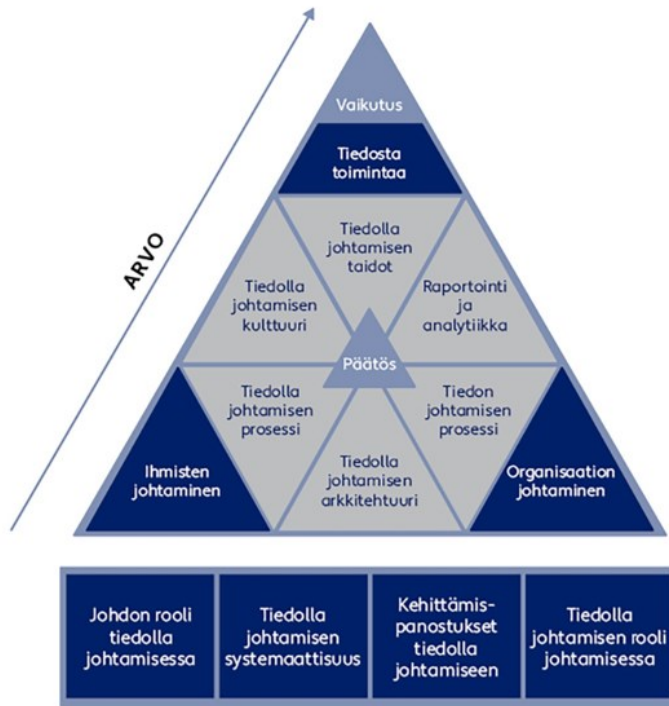 ARVO
Vaikutus
Tiedosta
toimintaa
Tiedolla
johtamisen
taidot
Tiedolla
johtamisen
kulttuuri
Raportointi
ja
analytiikka
Päätös
Tiedolla
johtamisen
prosessi
Tiedon
johtamisen
prosessi
Ihmisten
johtaminen
Tiedolla
johtamisen
arkkitehtuuri
Organisaation
johtaminen
Johdon rooli
tiedolla
johtamisessa
Tiedolla
johtamisen
systemaattisuus
Kehittämis-
panostukset
tiedolla
johtamiseen
Tiedolla
johtamisen rooli
johtamisessa